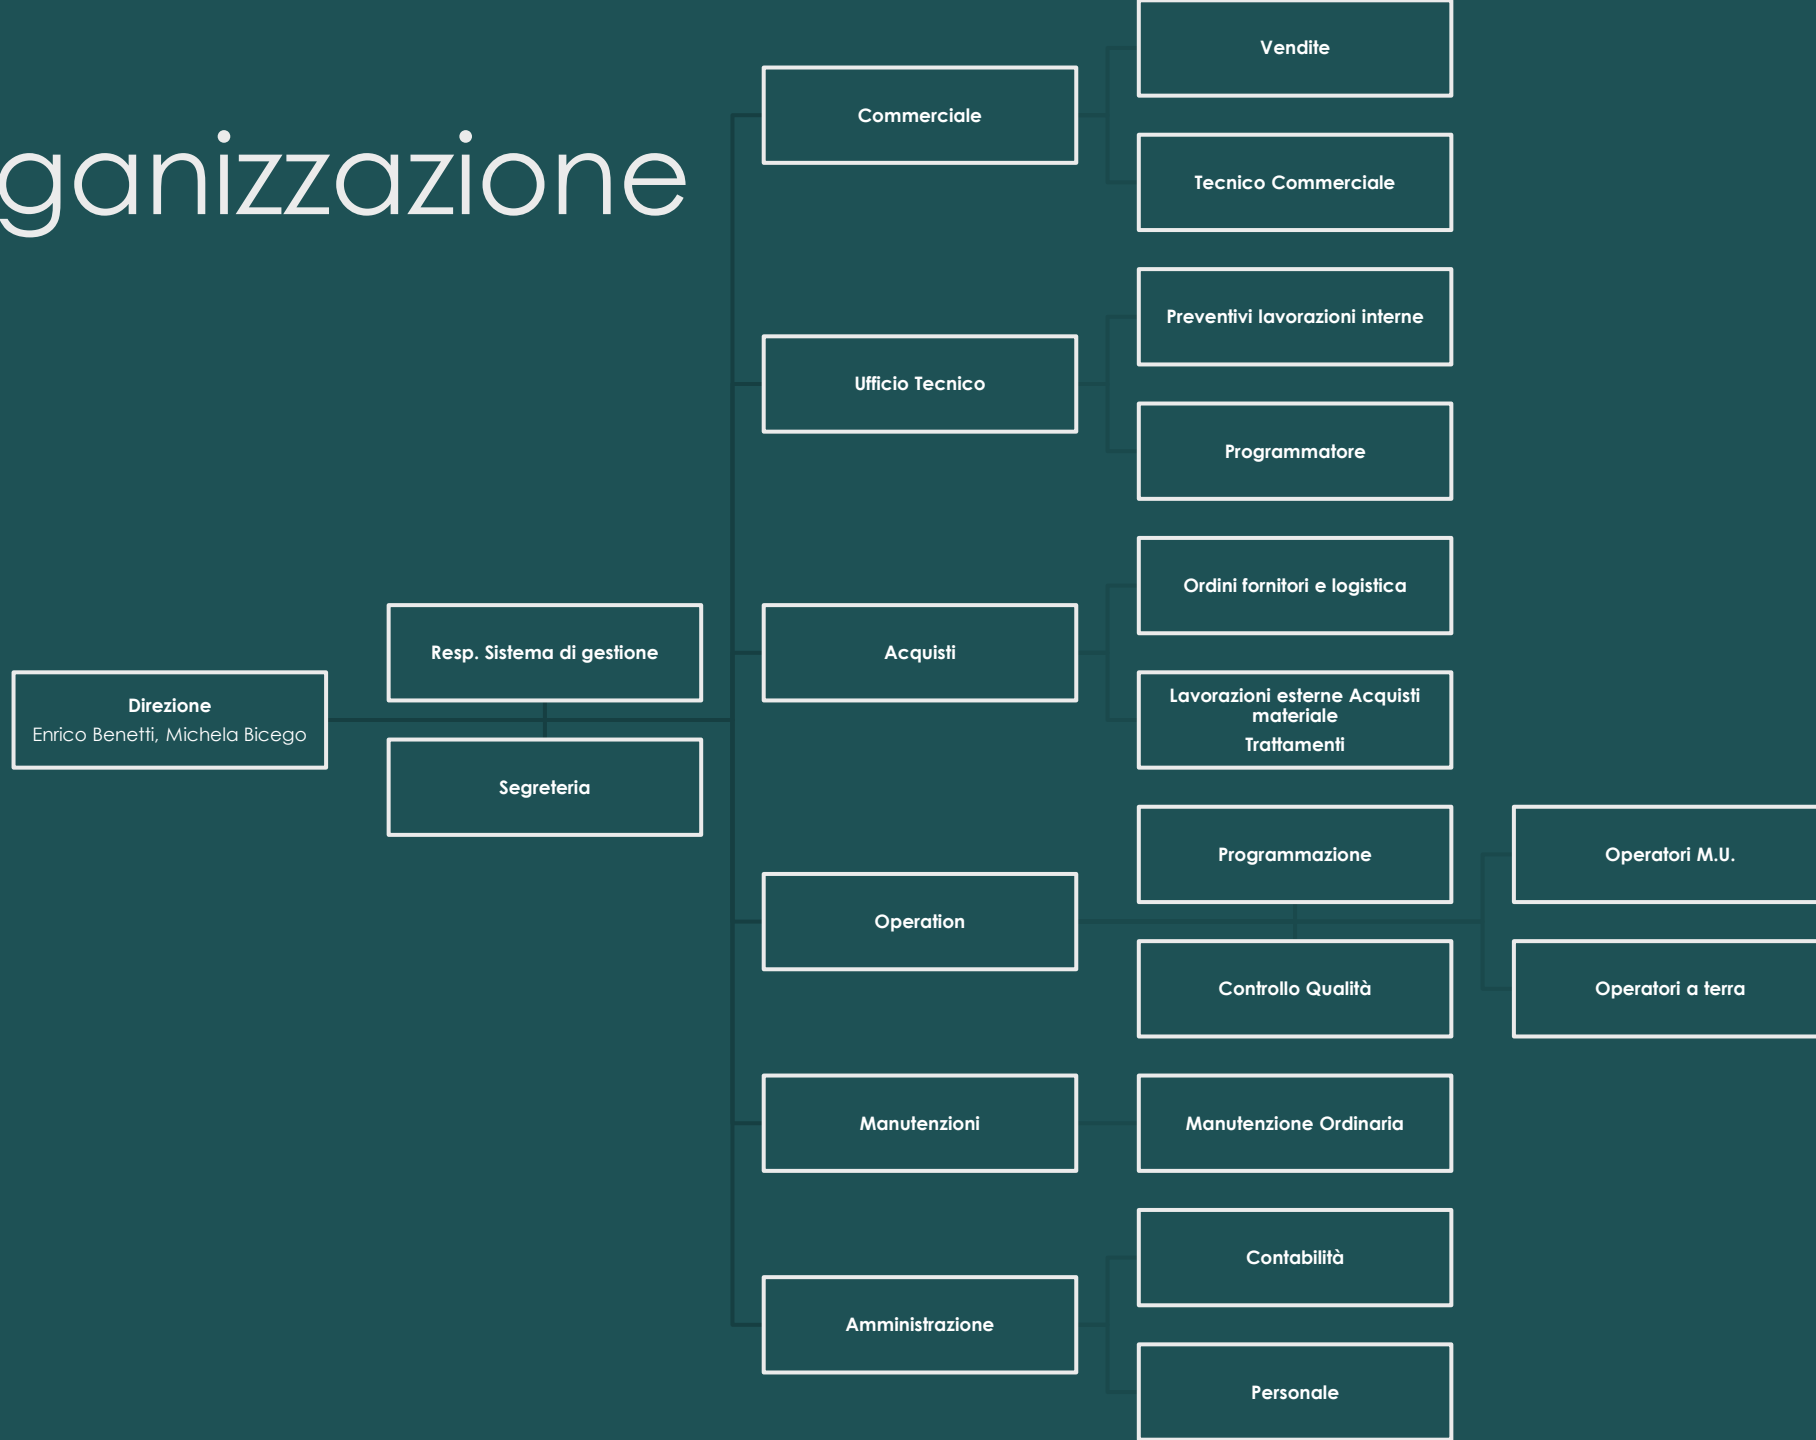 ganizzazione
Vendite
Commerciale
Tecnico Commerciale
Preventivi lavorazioni interne
Ufficio Tecnico
Programmatore
Ordini fornitori e logistica
Resp. Sistema di gestione
Acquisti
Direzione
Enrico Benetti, Michela Bicego
Lavorazioni esterne Acquisti
materiale
Trattamenti
Segreteria
Programmazione
Operatori M.U.
Operation
Controllo Qualità
Operatori a terra
Manutenzioni
Manutenzione Ordinaria
Contabilità
Amministrazione
Personale